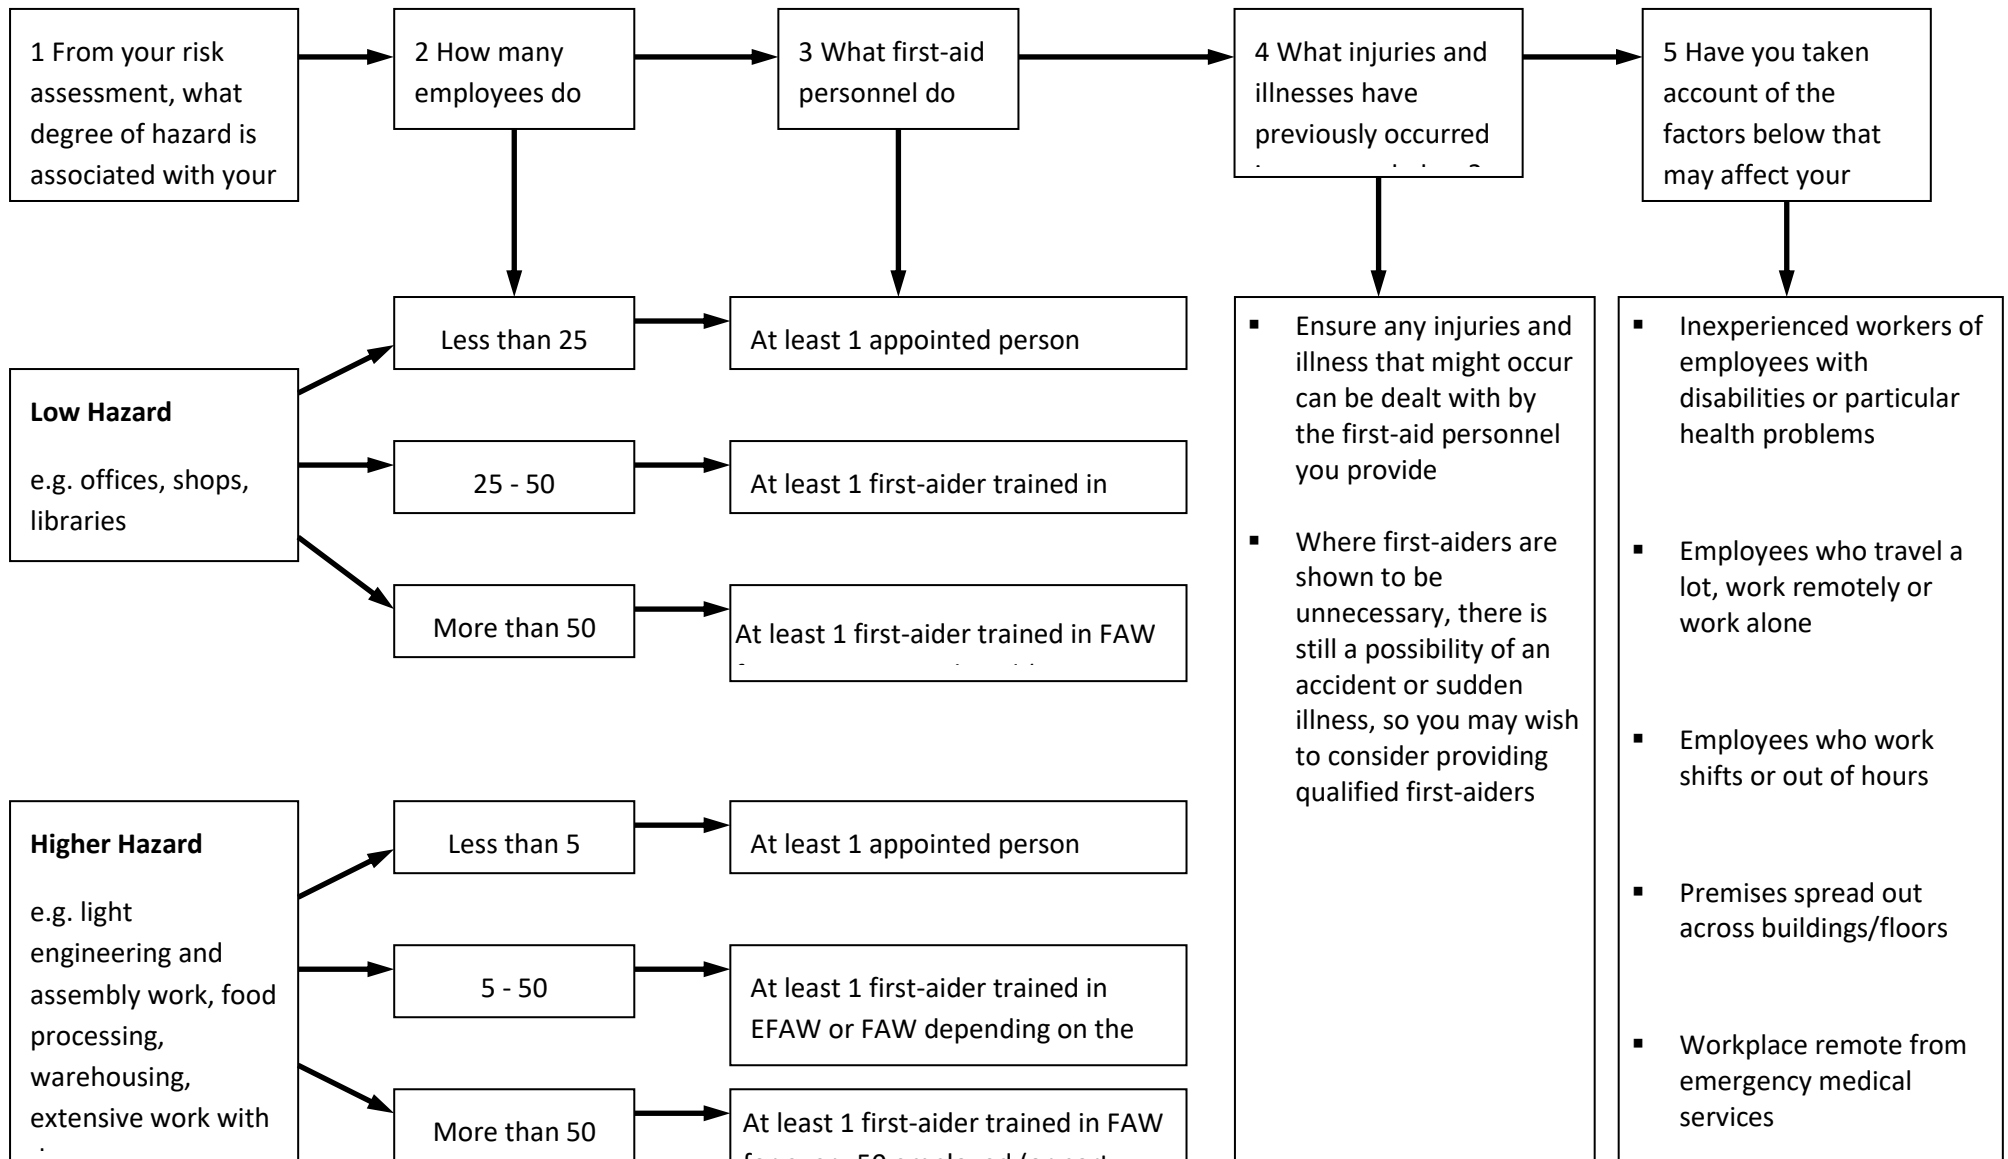 1 From your risk
assessment, what
degree of hazard is
associated with your
2 How many
employees do
3 What first-aid
personnel do
4 What injuries and
illnesses have
previously occurred
5 Have you taken
account of the
factors below that
may affect your
Low Hazard
e.g. offices, shops,
libraries
Less than 25
At least 1 appointed person
25 - 50
At least 1 first-aider trained in
More than 50
At least 1 first-aider trained in FAW
Higher Hazard
e.g. light
engineering and
assembly work, food
processing,
warehousing,
extensive work with
Less than 5
At least 1 appointed person
5 - 50
At least 1 first-aider trained in
EFAW or FAW depending on the
More than 50
At least 1 first-aider trained in FAW
▪ Ensure any injuries and
illness that might occur
can be dealt with by
the first-aid personnel
you provide
▪ Where first-aiders are
shown to be
unnecessary, there is
still a possibility of an
accident or sudden
illness, so you may wish
to consider providing
qualified first-aiders
▪ Inexperienced workers of
employees with
disabilities or particular
health problems
▪ Employees who travel a
lot, work remotely or
work alone
▪ Employees who work
shifts or out of hours
▪ Premises spread out
across buildings/floors
▪ Workplace remote from
emergency medical
services